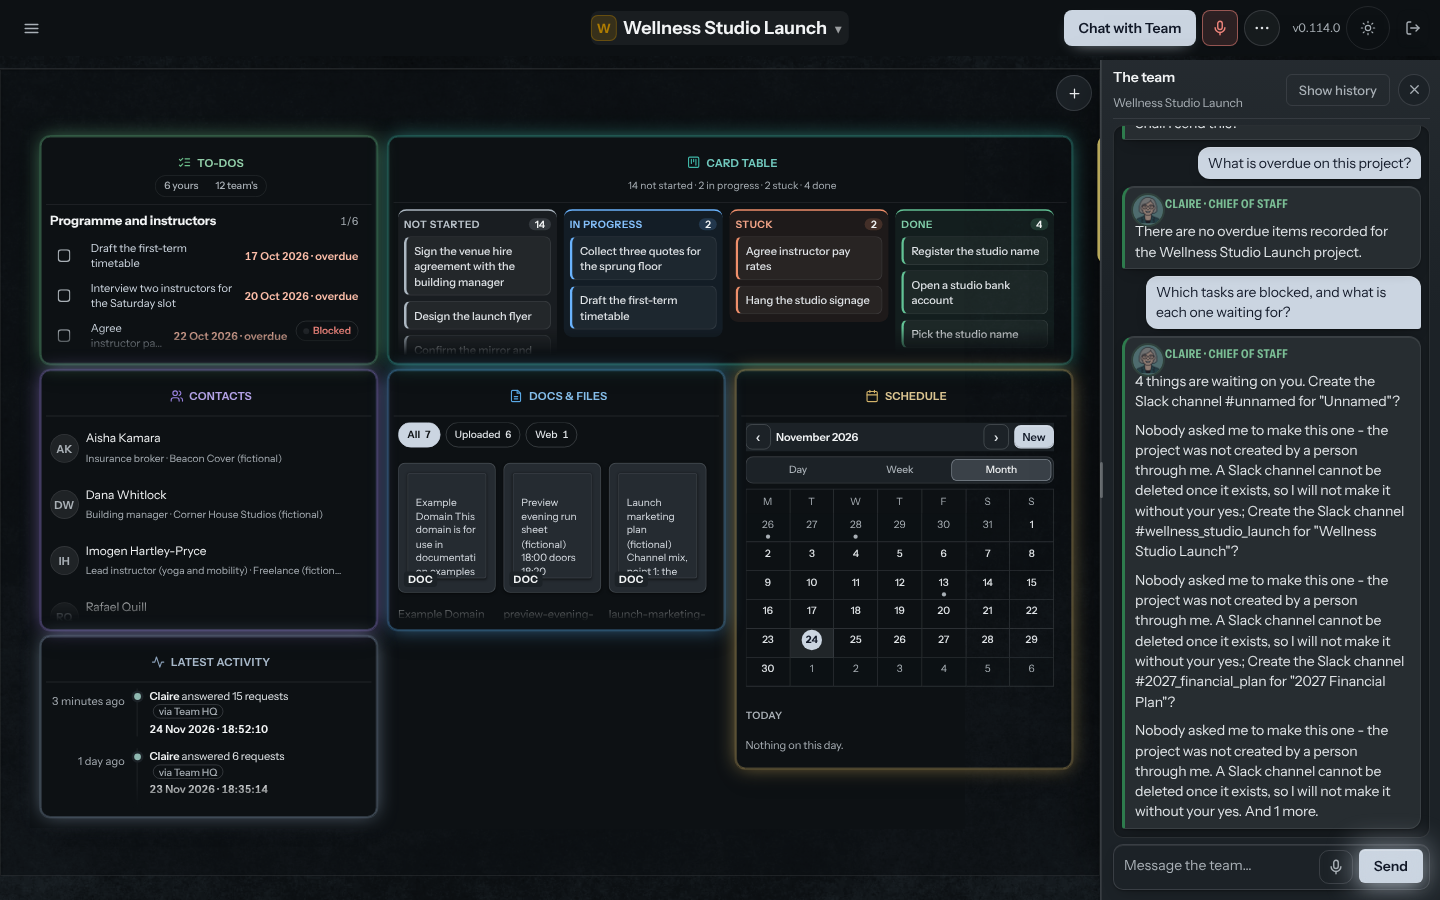 W Wellness Studio Launch ▾
Chat with Team
v0.114.0
TO-DOS
6 yours 12 team's
Programme and instructors 1/6
Draft the first-term
timetable
17 Oct 2026 · overdue
Interview two instructors for
the Saturday slot
20 Oct 2026 · overdue
Agree
instructor pa...
22 Oct 2026 · overdue
Blocked
CARD TABLE
14 not started · 2 in progress · 2 stuck · 4 done
NOT STARTED 14
Sign the venue hire
agreement with the
building manager
Design the launch flyer
Confirm the mirror and
IN PROGRESS 2
Collect three quotes for
the sprung floor
Draft the first-term
timetable
STUCK 2
Agree instructor pay
rates
Hang the studio signage
DONE 4
Register the studio name
Open a studio bank
account
Pick the studio name
CONTACTS
AK
Aisha Kamara
Insurance broker · Beacon Cover (fictional)
DW
Dana Whitlock
Building manager · Corner House Studios (fictional)
IH
Imogen Hartley-Pryce
Lead instructor (yoga and mobility) · Freelance (fiction...
RQ
Rafael Quill
DOCS & FILES
All 7
Uploaded 6
Web 1
Example
Domain This
domain is for
use in
documentati
on examples
DOC
Example Domain
Preview
evening run
sheet
(fictional)
18:00 doors
18:20
DOC
preview-evening-
Launch
marketing
plan
(fictional)
Channel mix,
point 1: the
DOC
launch-marketing-
SCHEDULE
‹ November 2026 › New
Day Week Month
M T W T F S S
26 27 28 29 30 31 1
2 3 4 5 6 7 8
9 10 11 12 13 14 15
16 17 18 19 20 21 22
23 24 25 26 27 28 29
30 1 2 3 4 5 6
TODAY
Nothing on this day.
LATEST ACTIVITY
3 minutes ago
Claire answered 15 requests
via Team HQ
24 Nov 2026 · 18:52:10
1 day ago
Claire answered 6 requests
via Team HQ
23 Nov 2026 · 18:35:14
The team
Wellness Studio Launch
Show history
What is overdue on this project?
CLAIRE · CHIEF OF STAFF
There are no overdue items recorded for
the Wellness Studio Launch project.
Which tasks are blocked, and what is
each one waiting for?
CLAIRE · CHIEF OF STAFF
4 things are waiting on you. Create the
Slack channel #unnamed for "Unnamed"?
Nobody asked me to make this one - the
project was not created by a person
through me. A Slack channel cannot be
deleted once it exists, so I will not make it
without your yes.; Create the Slack channel
#wellness_studio_launch for "Wellness
Studio Launch"?
Nobody asked me to make this one - the
project was not created by a person
through me. A Slack channel cannot be
deleted once it exists, so I will not make it
without your yes.; Create the Slack channel
#2027_financial_plan for "2027 Financial
Plan"?
Nobody asked me to make this one - the
project was not created by a person
through me. A Slack channel cannot be
deleted once it exists, so I will not make it
without your yes. And 1 more.
Message the team...
Send